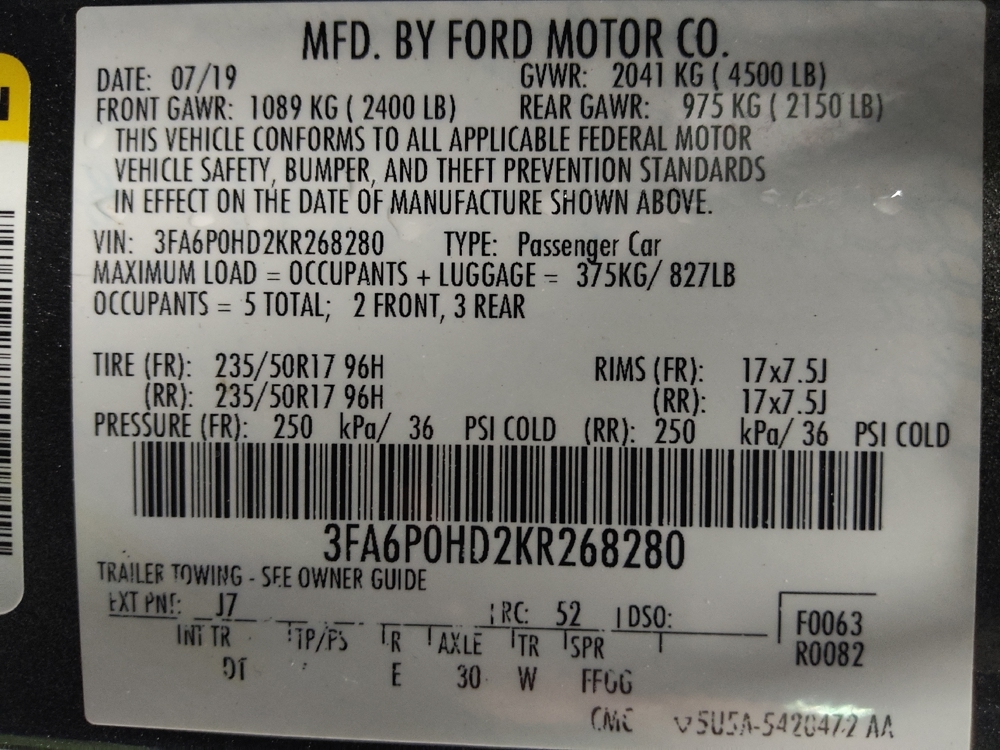 MFD. BY FORD MOTOR CO.
DATE: 07/19 GVWR: 2041 KG ( 4500 LB)
FRONT GAWR: 1089 KG ( 2400 LB) REAR GAWR: 975 KG ( 2150 LB)
THIS VEHICLE CONFORMS TO ALL APPLICABLE FEDERAL MOTOR
VEHICLE SAFETY, BUMPER, AND THEFT PREVENTION STANDARDS
IN EFFECT ON THE DATE OF MANUFACTURE SHOWN ABOVE.
VIN: 3FA6P0HD2KR268280 TYPE: Passenger Car
MAXIMUM LOAD = OCCUPANTS + LUGGAGE = 375KG/ 827LB
OCCUPANTS = 5 TOTAL; 2 FRONT, 3 REAR
TIRE (FR): 235/50R17 96H RIMS (FR): 17x7.5J
(RR): 235/50R17 96H (RR): 17x7.5J
PRESSURE (FR): 250 kPa/ 36 PSI COLD (RR): 250 kPa/ 36 PSI COLD
3FA6P0HD2KR268280
TRAILER TOWING - SEE OWNER GUIDE
EXT PNT: J7 RC: 52 DSO: F0063
INT TR TP/PS R AXLE TR SPR R0082
E 30 W
CMC